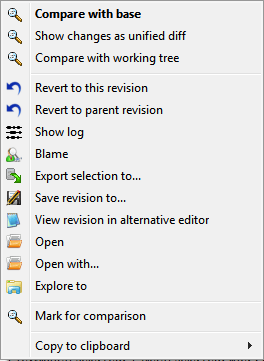 Compare with base
Show changes as unified diff
Compare with working tree
Revert to this revision
Revert to parent revision
Show log
Blame
Export selection to...
Save revision to...
View revision in alternative editor
Open
Open with...
Explore to
Mark for comparison
Copy to clipboard